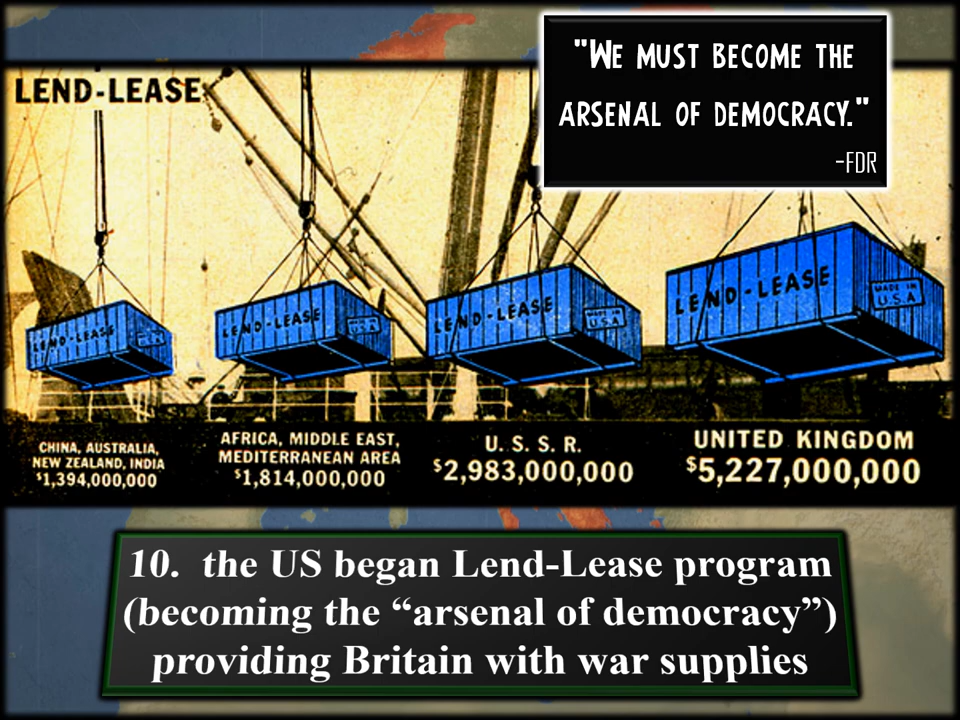 "WE MUST BECOME THE
ARSENAL OF DEMOCRACY."
-FDR
LEND-LEASE
LEND-LEASE
U.S.A
LEND-LEASE
U.S.A
LEND-LEASE
MADE IN
U.S.A
LEND-LEASE
MADE IN
U.S.A
CHINA, AUSTRALIA,
NEW ZEALAND, INDIA
$1,394,000,000
AFRICA, MIDDLE EAST,
MEDITERRANEAN AREA
$1,814,000,000
U. S. S. R.
$2,983,000,000
UNITED KINGDOM
$5,227,000,000
10.  the US began Lend-Lease program
(becoming the “arsenal of democracy”)
providing Britain with war supplies